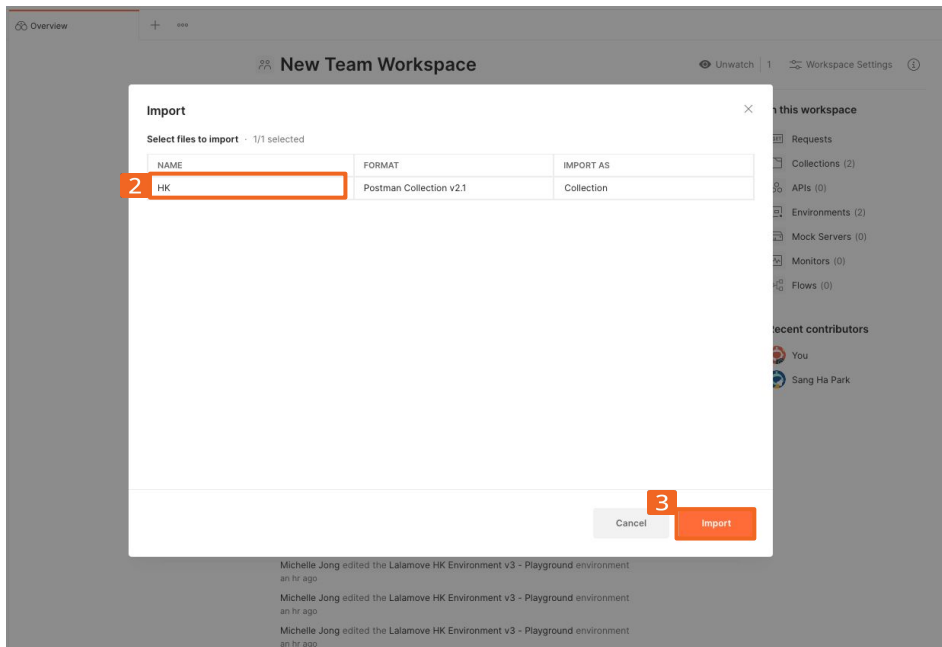 Overview
New Team Workspace
Unwatch 1 Workspace Settings
Import
Select files to import · 1/1 selected
NAME FORMAT IMPORT AS
2 HK Postman Collection v2.1 Collection
3
Cancel Import
n this workspace
Requests
Collections (2)
APIs (0)
Environments (2)
Mock Servers (0)
Monitors (0)
Flows (0)
Recent contributors
You
Sang Ha Park
Michelle Jong edited the Lalamove HK Environment v3 - Playground environment
an hr ago
Michelle Jong edited the Lalamove HK Environment v3 - Playground environment
an hr ago
Michelle Jong edited the Lalamove HK Environment v3 - Playground environment
an hr ago